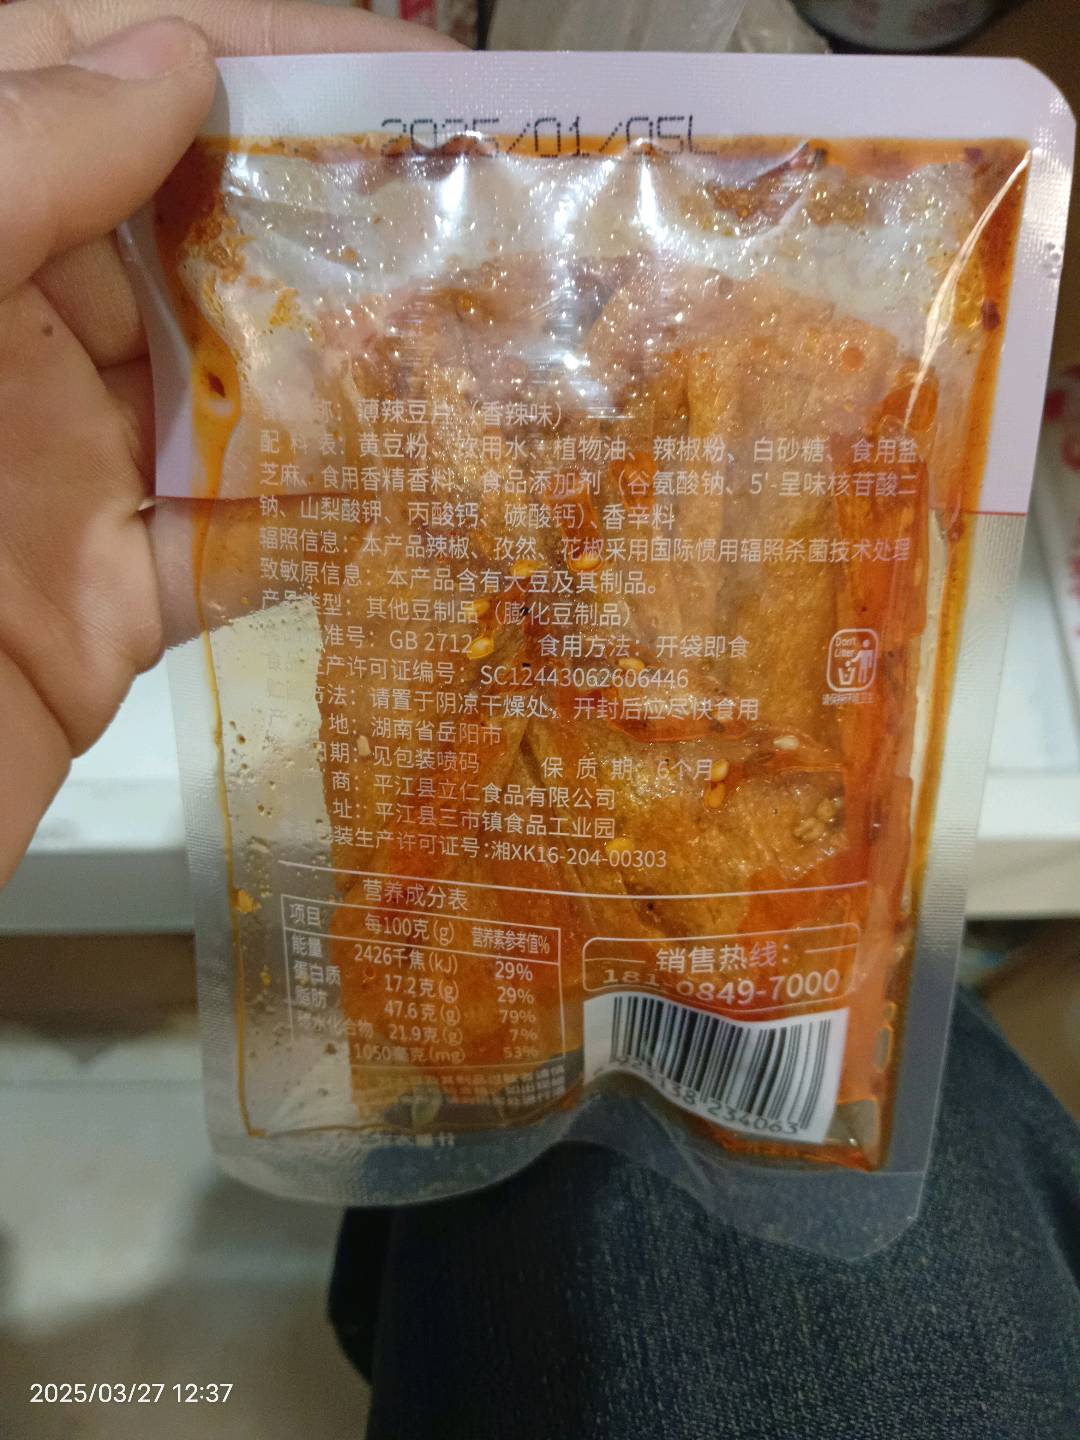 2025/01/05L
薄辣豆片（香辣味）
配料表：黄豆粉、饮用水、植物油、辣椒粉、白砂糖、食用盐、
芝麻、食用香精香料、食品添加剂（谷氨酸钠、5'-呈味核苷酸二
钠、山梨酸钾、丙酸钙、碳酸钙）、香辛料
辐照信息：本产品辣椒、孜然、花椒采用国际惯用辐照杀菌技术处理
致敏原信息：本产品含有大豆及其制品。
产品类型：其他豆制品（膨化豆制品）
准号：GB 2712 食用方法：开袋即食
产许可证编号：SC12443062606446
方法：请置于阴凉干燥处，开封后应尽快食用
产地：湖南省岳阳市
日期：见包装喷码 保质期：6个月
商：平江县立仁食品有限公司
址：平江县三市镇食品工业园
装生产许可证号：湘XK16-204-00303
营养成分表
项目 每100克(g) 营养素参考值%
能量 2426千焦(kJ) 29%
蛋白质 17.2克(g) 29%
脂肪 47.6克(g) 79%
碳水化合物 21.9克(g) 7%
1050毫克(mg) 53%
Don't
Litter
销售热线：
181-0849-7000
234063
2025/03/27 12:37